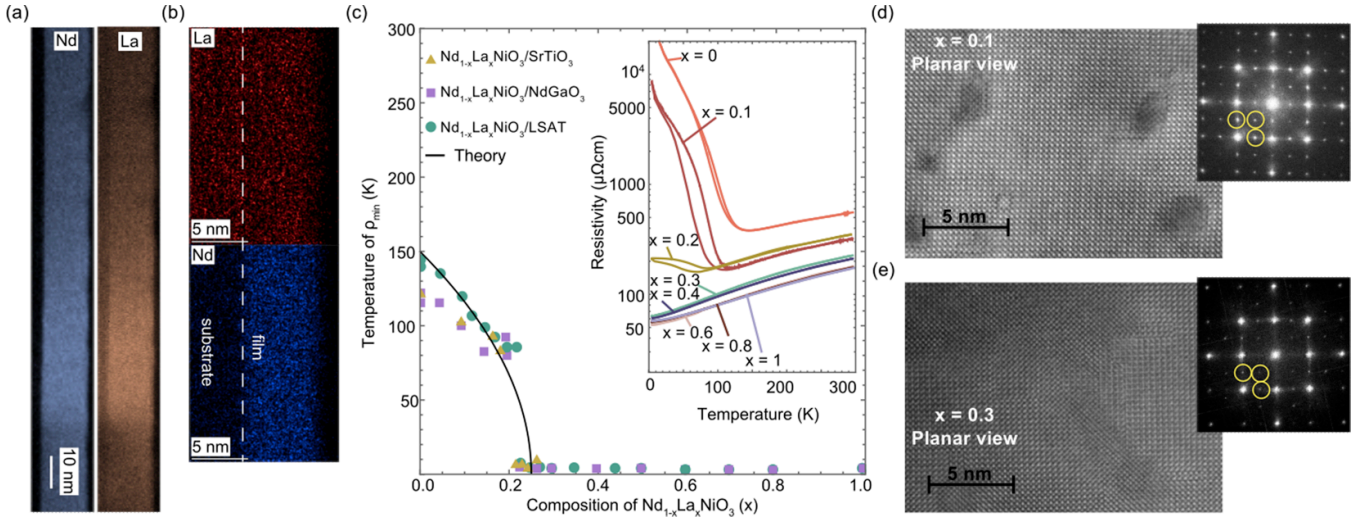 (a)
Nd
La
10 nm
(b)
La
5 nm
Nd
substrate
film
5 nm
(c)
Temperature of ρmin (K)
300
250
200
150
100
50
0.0
0.2
0.4
0.6
0.8
1.0
Composition of Nd1-xLaxNiO3 (x)
Nd1-xLaxNiO3/SrTiO3
Nd1-xLaxNiO3/NdGaO3
Nd1-xLaxNiO3/LSAT
Theory
Resistivity (μΩcm)
10⁴
5000
1000
500
100
50
x = 0
x = 0.1
x = 0.2
x = 0.3
x = 0.4
x = 0.6
x = 0.8
x = 1
0
100
200
300
Temperature (K)
(d)
x = 0.1
Planar view
5 nm
(e)
x = 0.3
Planar view
5 nm